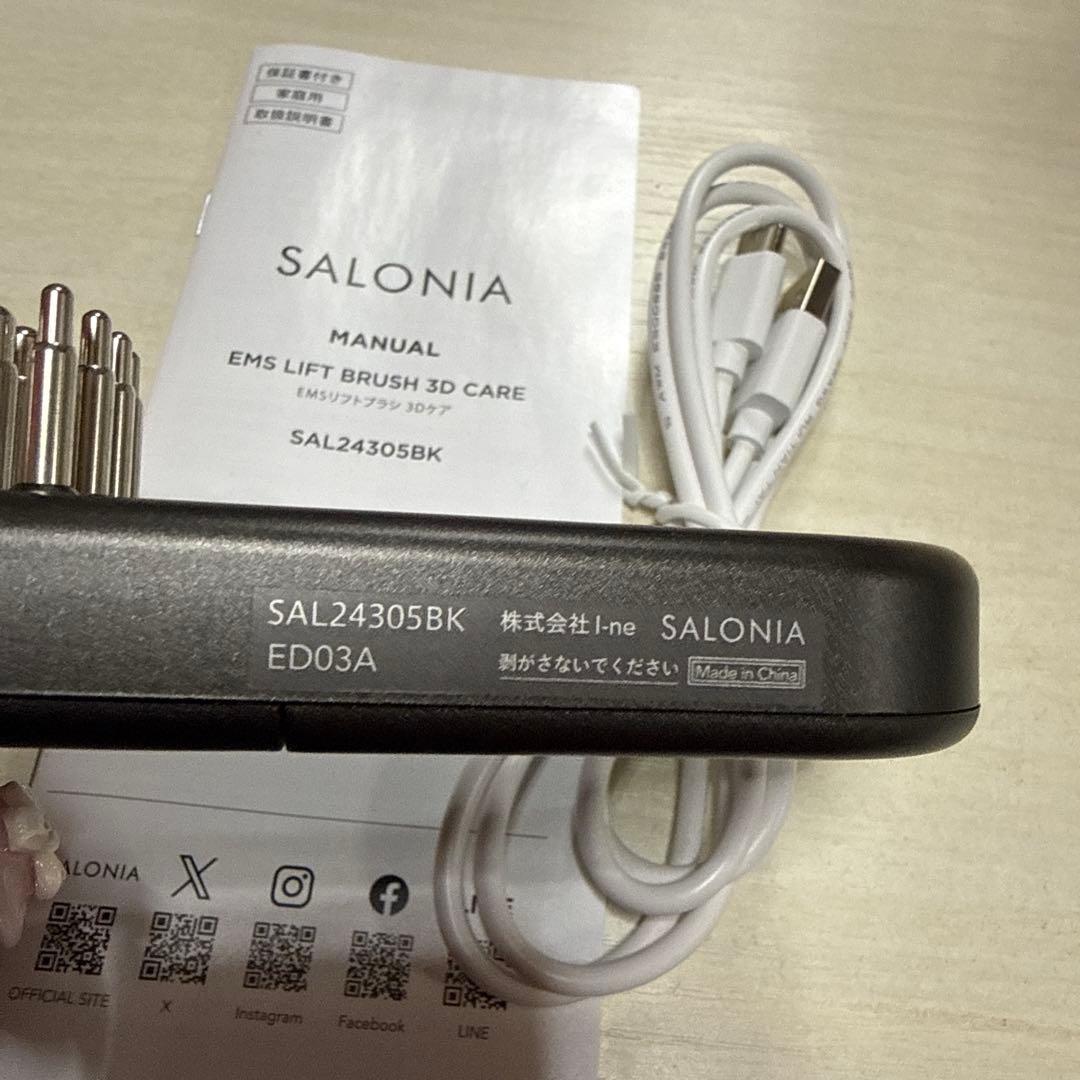 保証書付き
家庭用
取扱説明書
SALONIA
MANUAL
EMS LIFT BRUSH 3D CARE
EMSリフトブラシ 3Dケア
SAL24305BK
SAL24305BK 株式会社I-ne SALONIA
ED03A 剥がさないでください Made in China
ALONIA
OFFICIAL SITE
X
Instagram
Facebook
LINE